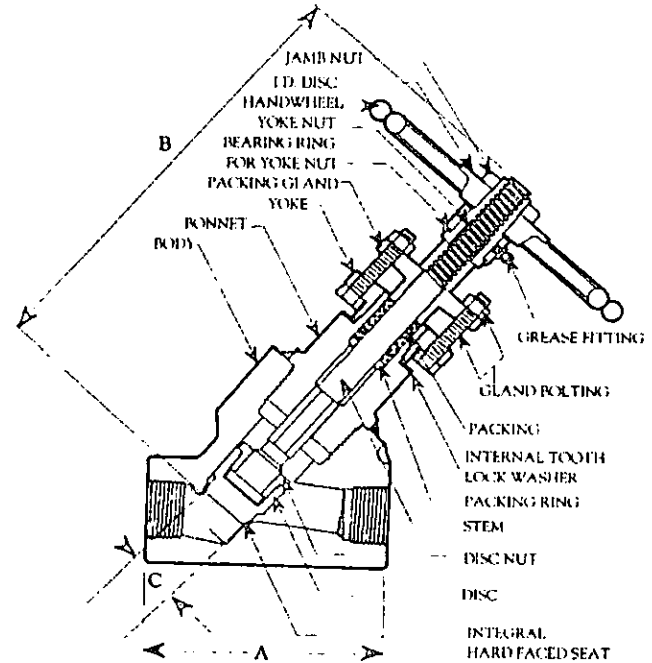 JAMB NUT
I.D. DISC
HANDWHEEL
YOKE NUT
BEARING RING
FOR YOKE NUT
PACKING GLAND
YOKE
BONNET
BODY
B
GREASE FITTING
GLAND BOLTING
PACKING
INTERNAL TOOTH
LOCK WASHER
PACKING RING
STEM
DISC NUT
DISC
INTEGRAL
HARD FACED SEAT
C
A